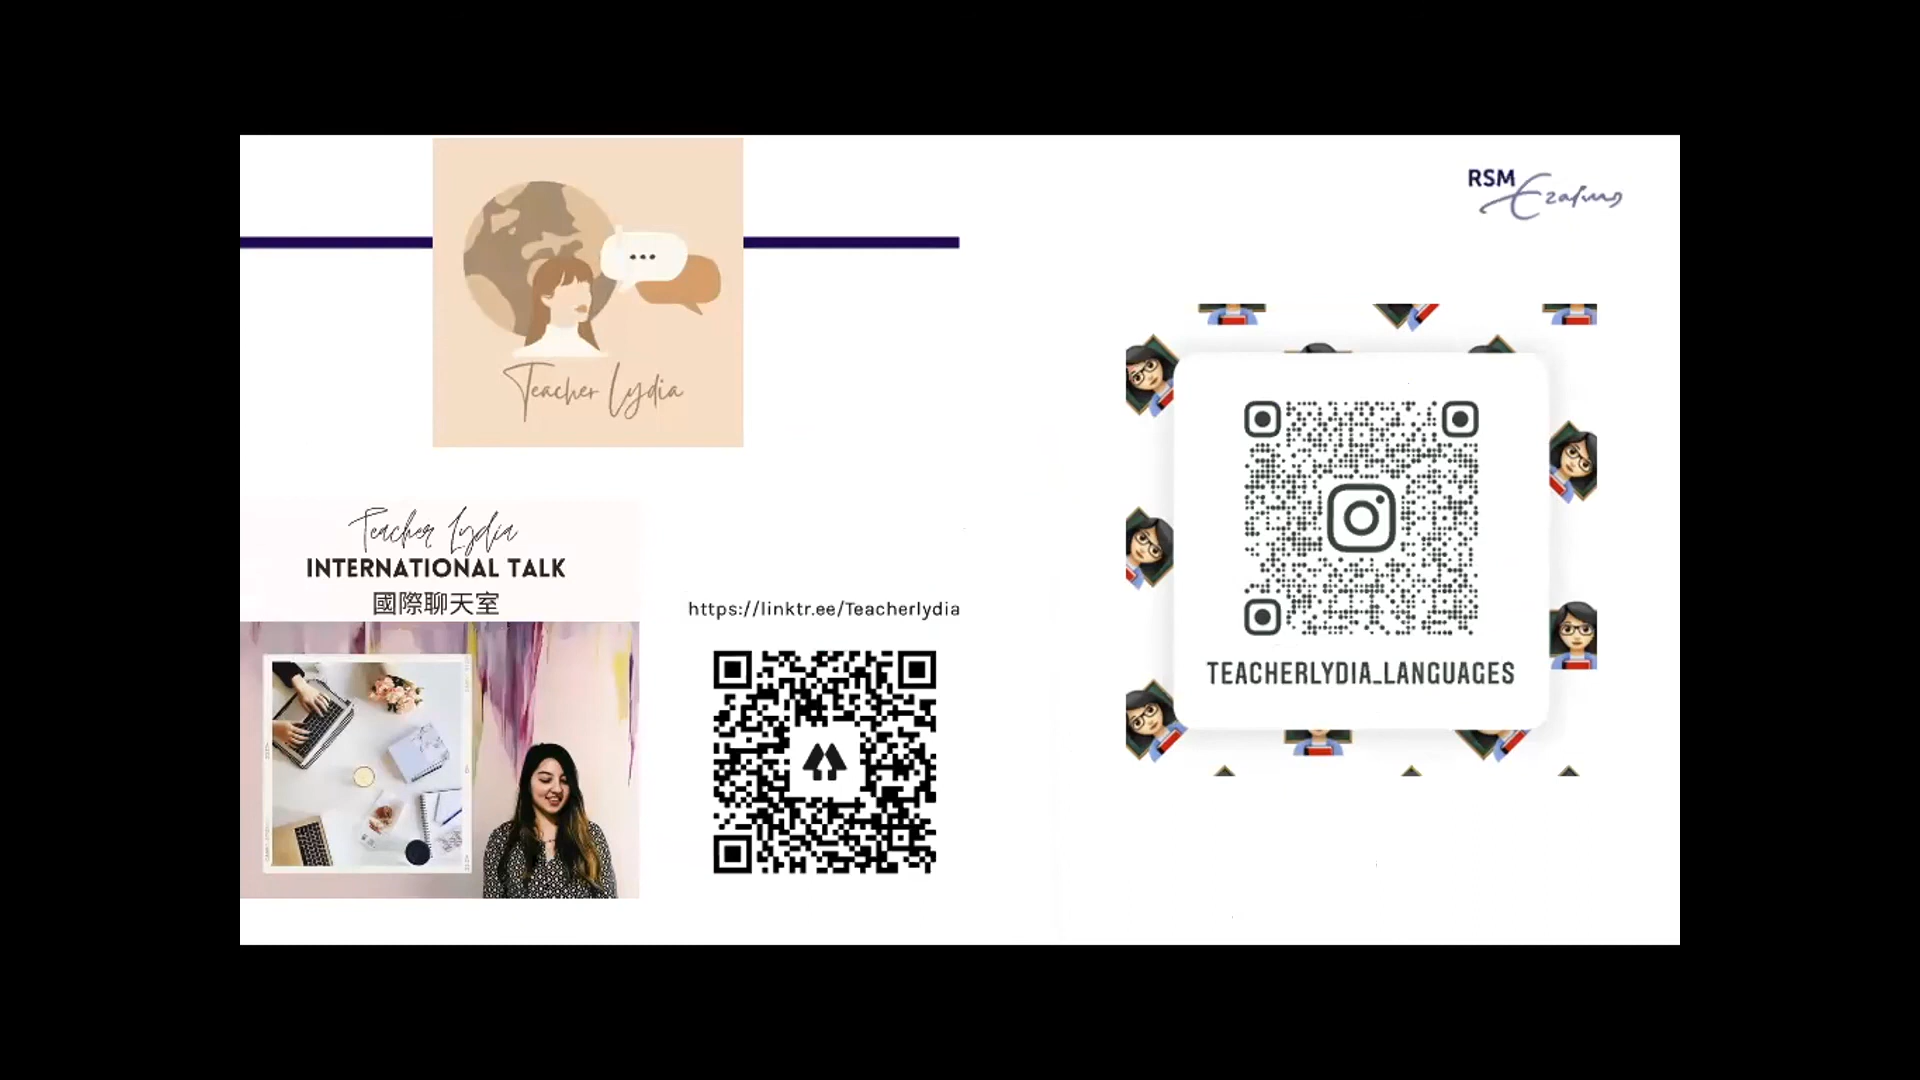 RSM
Erasmus
Teacher Lydia
Teacher Lydia
INTERNATIONAL TALK
國際聊天室
https://linktr.ee/Teacherlydia
TEACHERLYDIA_LANGUAGES